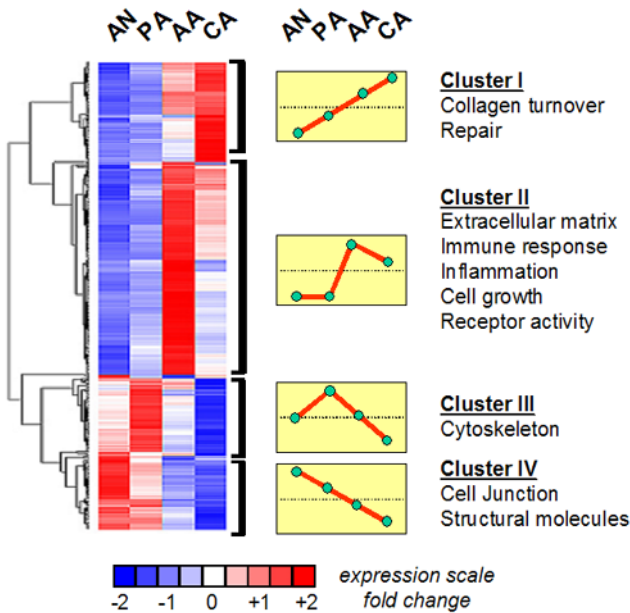 AN PA AA CA
AN PA AA CA
Cluster I
Collagen turnover
Repair
Cluster II
Extracellular matrix
Immune response
Inflammation
Cell growth
Receptor activity
Cluster III
Cytoskeleton
Cluster IV
Cell Junction
Structural molecules
-2 -1 0 +1 +2
expression scale
fold change